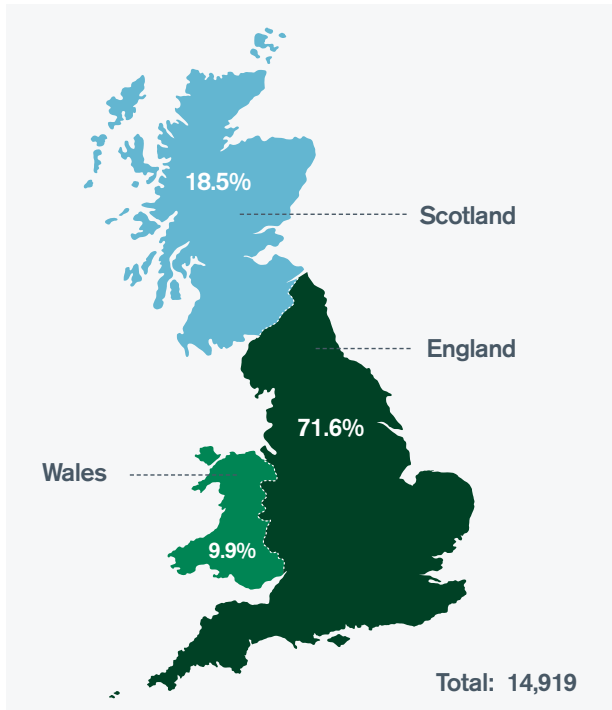 18.5%
Scotland
England
71.6%
Wales
9.9%
Total: 14,919